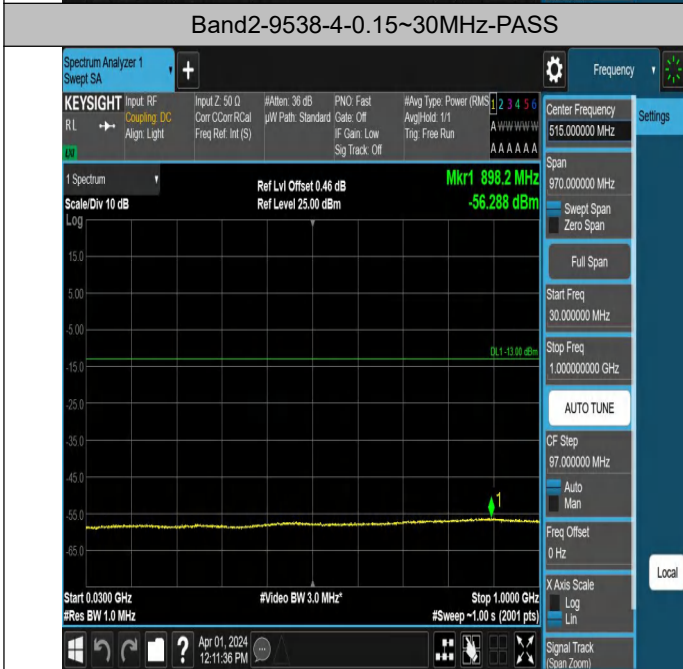 Band2-9538-4-0.15~30MHz-PASS
Spectrum Analyzer 1
Swept SA
+
Frequency
KEYSIGHT
RL
Input: RF
Coupling: DC
Align: Light
Input Z: 50 Ω
Corr CCorr RCal
Freq Ref: Int (S)
#Atten: 36 dB
µW Path: Standard
PNO: Fast
Gate: Off
IF Gain: Low
Sig Track: Off
#Avg Type: Power (RMS
Avg|Hold: 1/1
Trig: Free Run
1 2 3 4 5 6
A W W W W W
A A A A A A
1 Spectrum
Scale/Div 10 dB
Log
Ref Lvl Offset 0.46 dB
Ref Level 25.00 dBm
Mkr1 898.2 MHz
-56.288 dBm
15.0
5.00
-5.00
-15.0
-25.0
-35.0
-45.0
-55.0
-65.0
DL1 -13.00 dBm
1
Start 0.0300 GHz
#Res BW 1.0 MHz
#Video BW 3.0 MHz*
Stop 1.0000 GHz
#Sweep ~1.00 s (2001 pts)
Center Frequency
515.000000 MHz
Span
970.000000 MHz
Swept Span
Zero Span
Full Span
Start Freq
30.000000 MHz
Stop Freq
1.000000000 GHz
AUTO TUNE
CF Step
97.000000 MHz
Auto
Man
Freq Offset
0 Hz
X Axis Scale
Log
Lin
Signal Track
(Span Zoom)
Settings
Local
?
Apr 01, 2024
12:11:36 PM